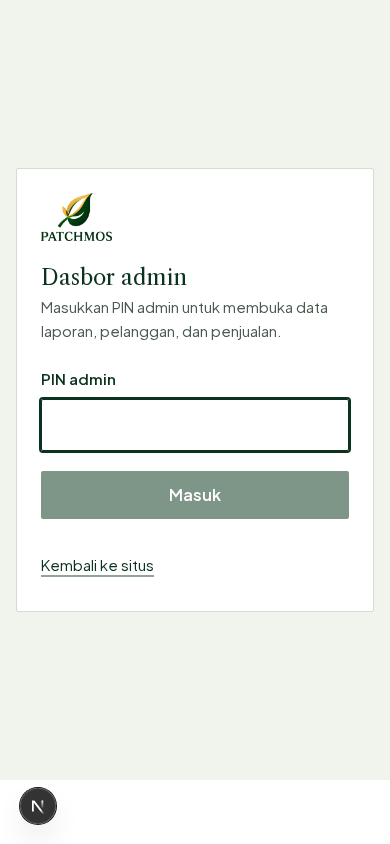 PATCHMOS
Dasbor admin
Masukkan PIN admin untuk membuka data
laporan, pelanggan, dan penjualan.
PIN admin
Masuk
Kembali ke situs
N